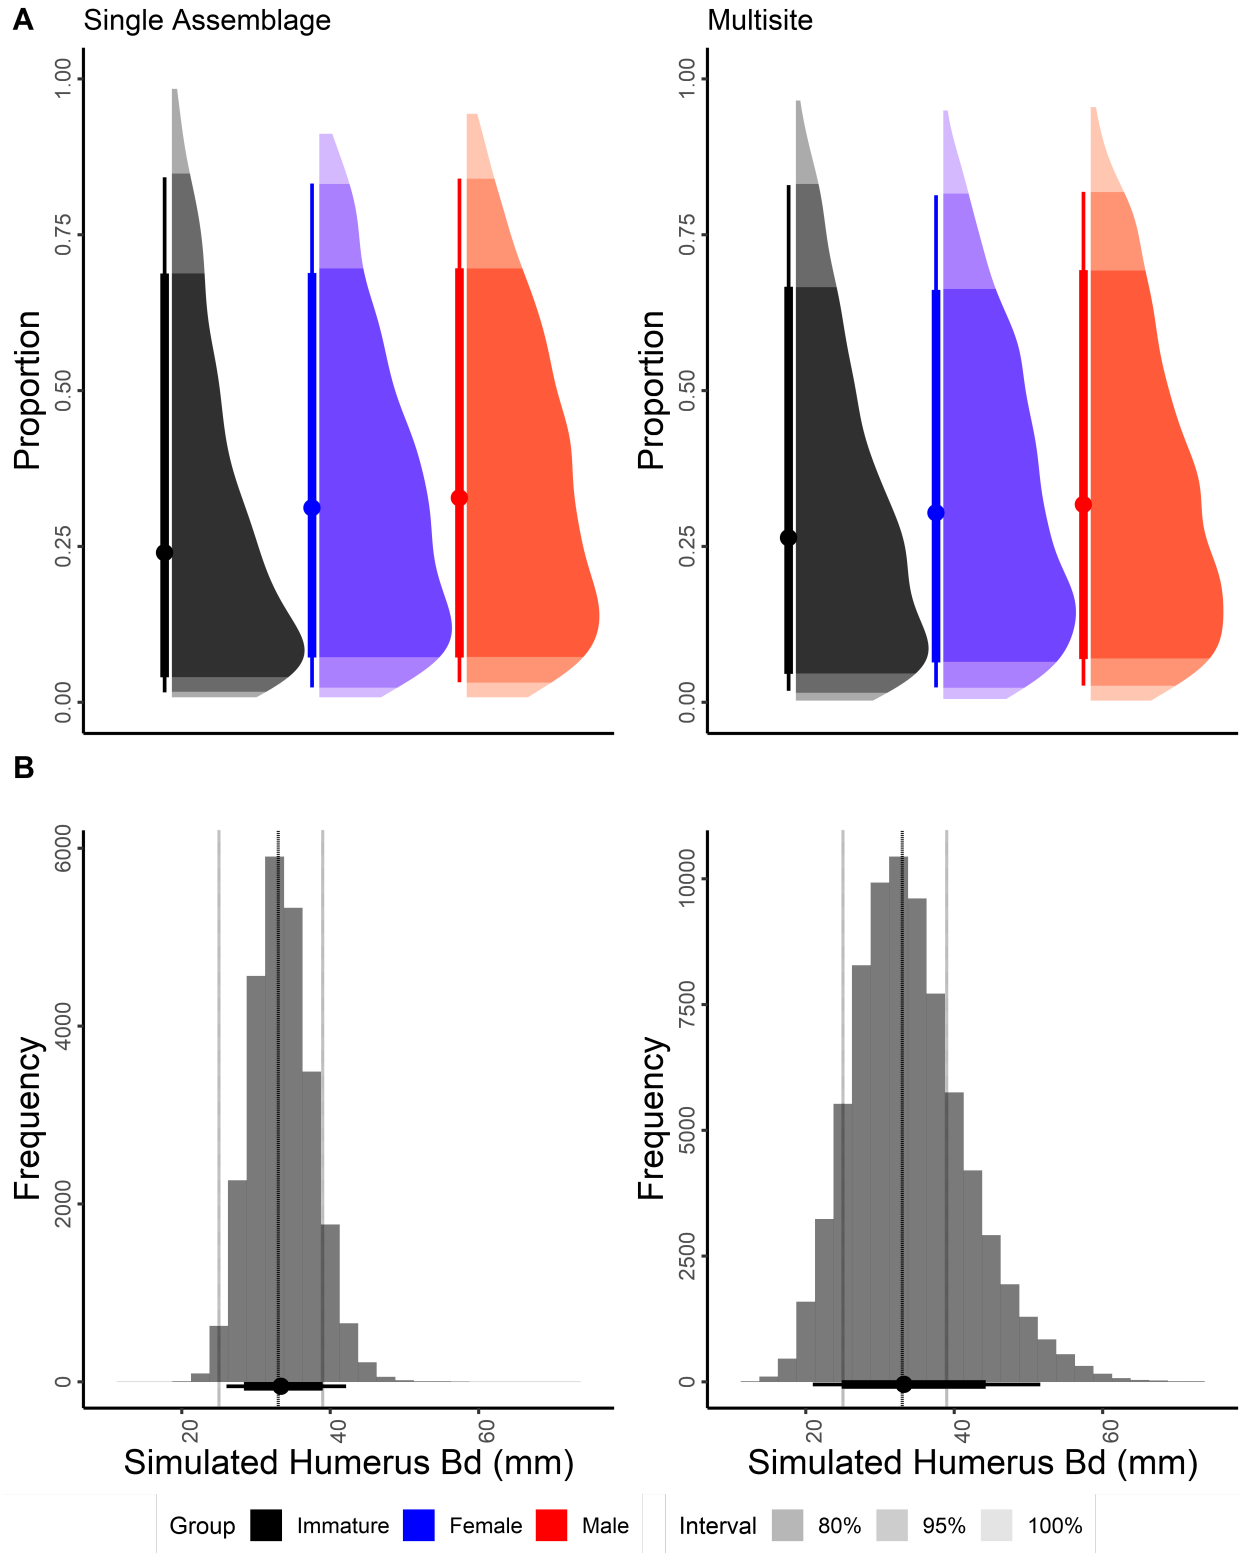 A
Single Assemblage
Multisite
1.00
0.75
0.50
0.25
0.00
Proportion
1.00
0.75
0.50
0.25
0.00
Proportion
B
6000
4000
2000
0
Frequency
20
40
60
Simulated Humerus Bd (mm)
10000
7500
5000
2500
0
Frequency
20
40
60
Simulated Humerus Bd (mm)
Group Immature Female Male
Interval 80% 95% 100%